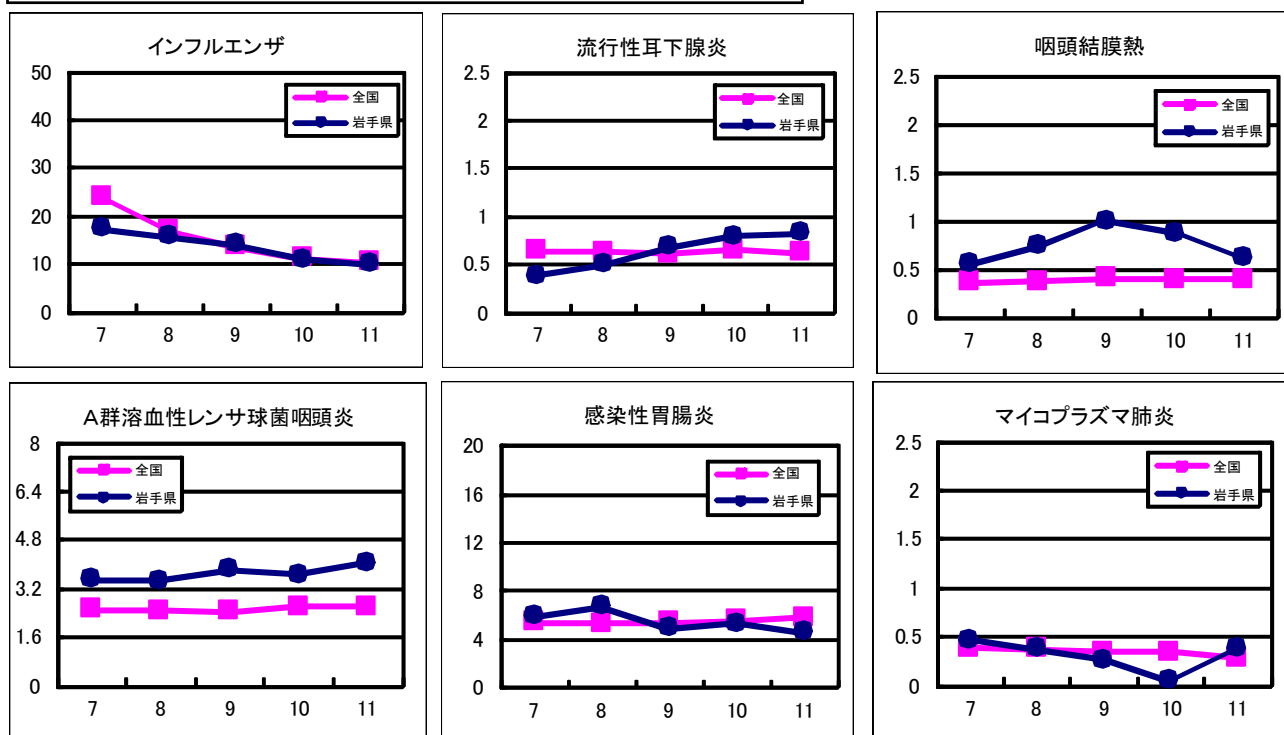 インフルエンザ
50
40
30
20
10
0
全国
岩手県
7 8 9 10 11
流行性耳下腺炎
2.5
2
1.5
1
0.5
0
全国
岩手県
7 8 9 10 11
咽頭結膜熱
2.5
2
1.5
1
0.5
0
全国
岩手県
7 8 9 10 11
A群溶血性レンサ球菌咽頭炎
8
6.4
4.8
3.2
1.6
0
全国
岩手県
7 8 9 10 11
感染性胃腸炎
20
16
12
8
4
0
全国
岩手県
7 8 9 10 11
マイコプラズマ肺炎
2.5
2
1.5
1
0.5
0
全国
岩手県
7 8 9 10 11